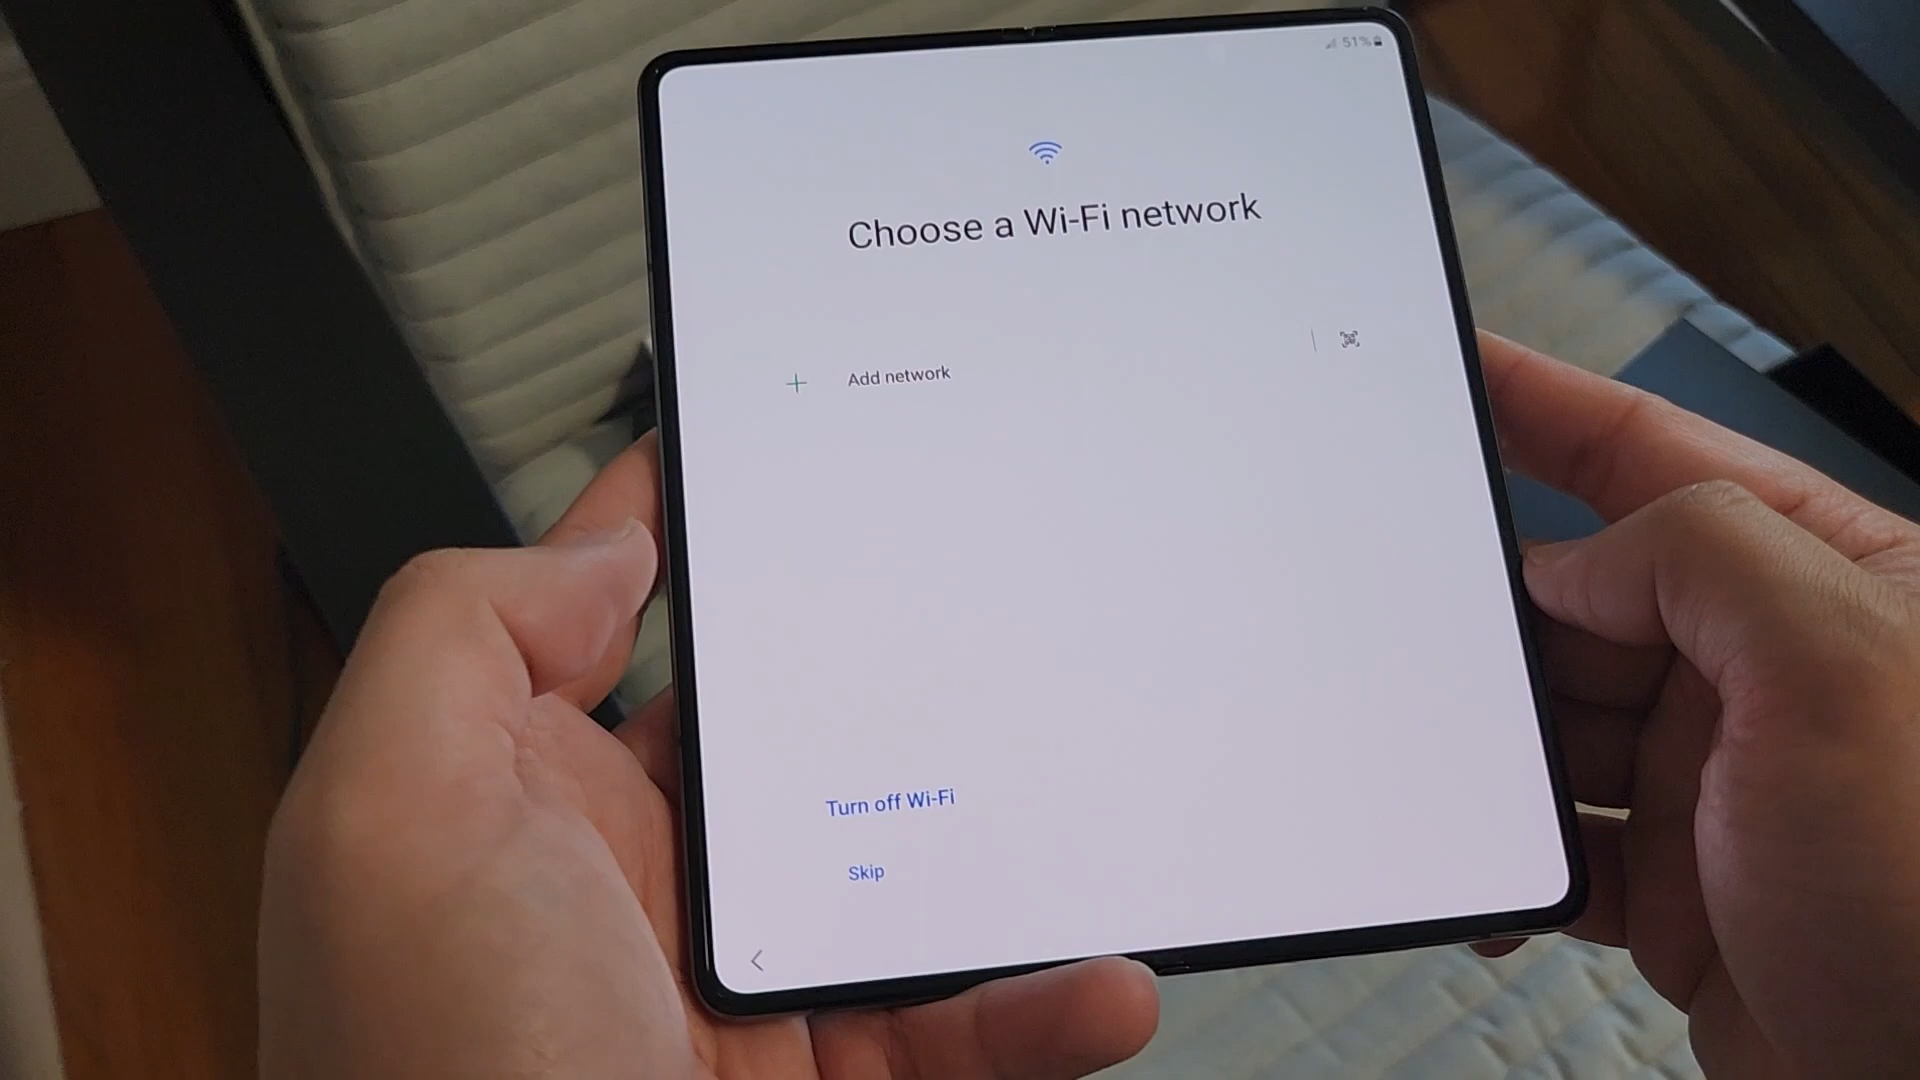 51%
Choose a Wi-Fi network
Add network
Turn off Wi-Fi
Skip